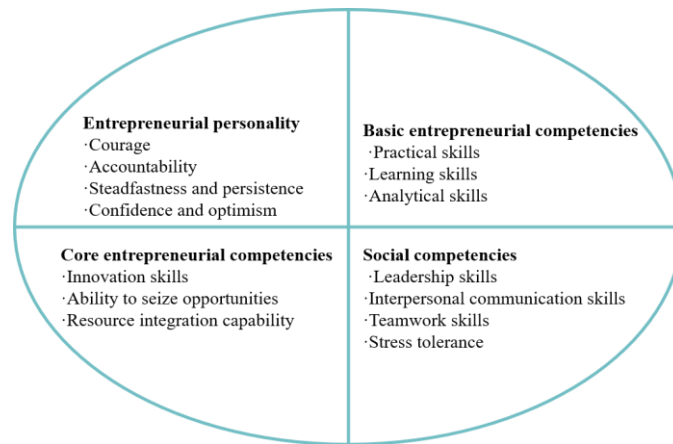 Entrepreneurial personality
·Courage
·Accountability
·Steadfastness and persistence
·Confidence and optimism
Basic entrepreneurial competencies
·Practical skills
·Learning skills
·Analytical skills
Core entrepreneurial competencies
·Innovation skills
·Ability to seize opportunities
·Resource integration capability
Social competencies
·Leadership skills
·Interpersonal communication skills
·Teamwork skills
·Stress tolerance